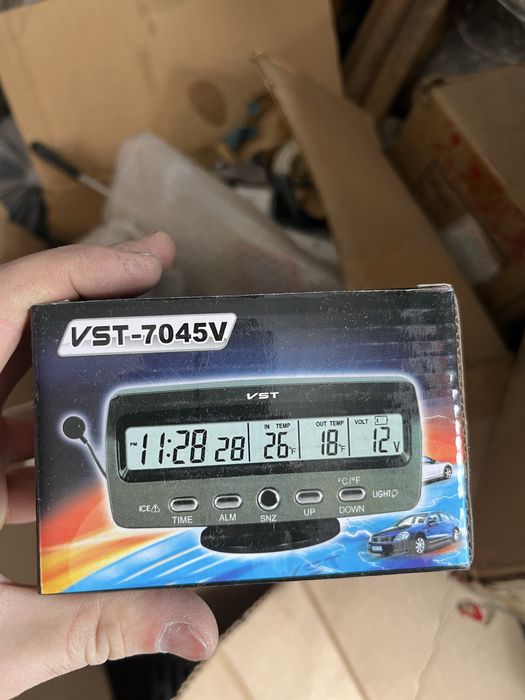 VST-7045V
VST
IN TEMP OUT TEMP VOLT
PM 11:28 28 26 °F 18 °F 12 V
°C/°F
ICE LIGHT
TIME ALM SNZ UP DOWN